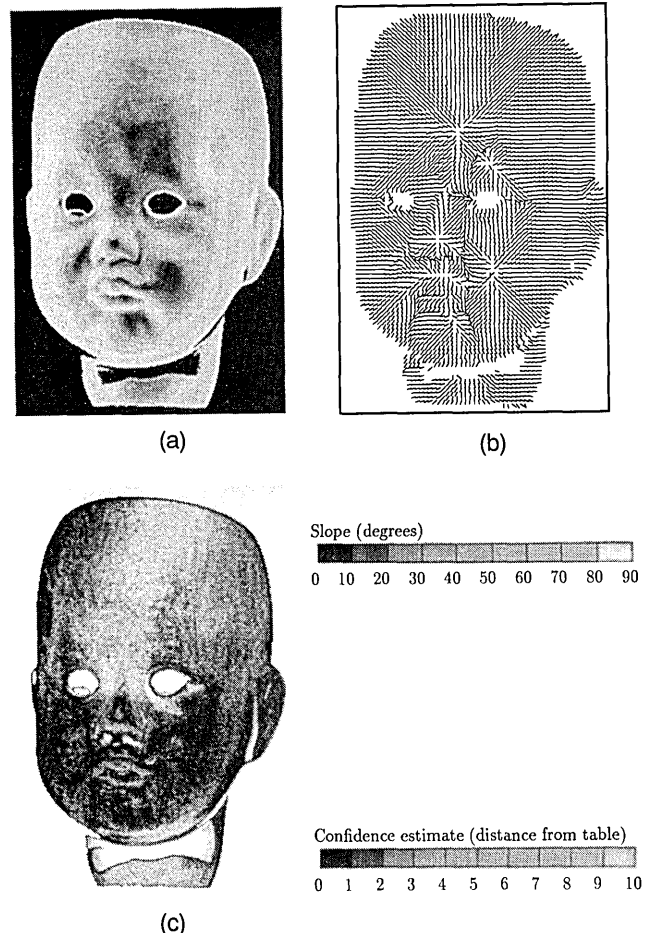 (a)
(b)
Slope (degrees)
0 10 20 30 40 50 60 70 80 90
Confidence estimate (distance from table)
0 1 2 3 4 5 6 7 8 9 10
(c)